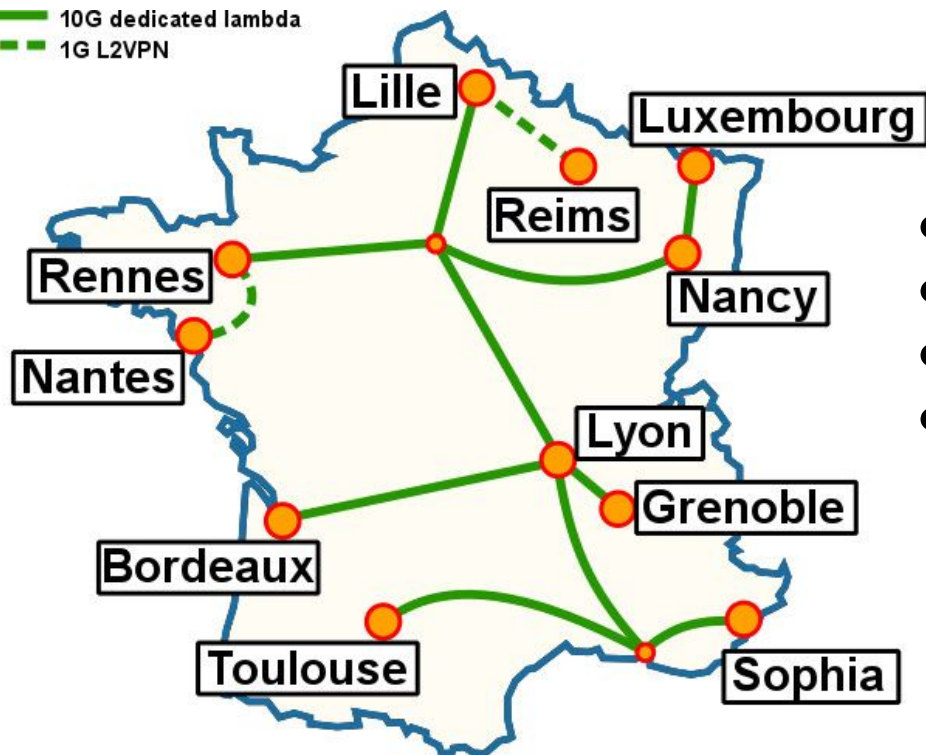 10G dedicated lambda
1G L2VPN
Lille
Luxembourg
Reims
Rennes
Nancy
Nantes
Lyon
Grenoble
Bordeaux
Toulouse
Sophia